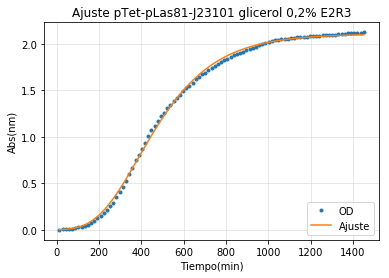 Ajuste pTet-pLas81-J23101 glicerol 0,2% E2R3
Abs(nm)
2.0
1.5
1.0
0.5
0.0
OD
Ajuste
0 200 400 600 800 1000 1200 1400
Tiempo(min)